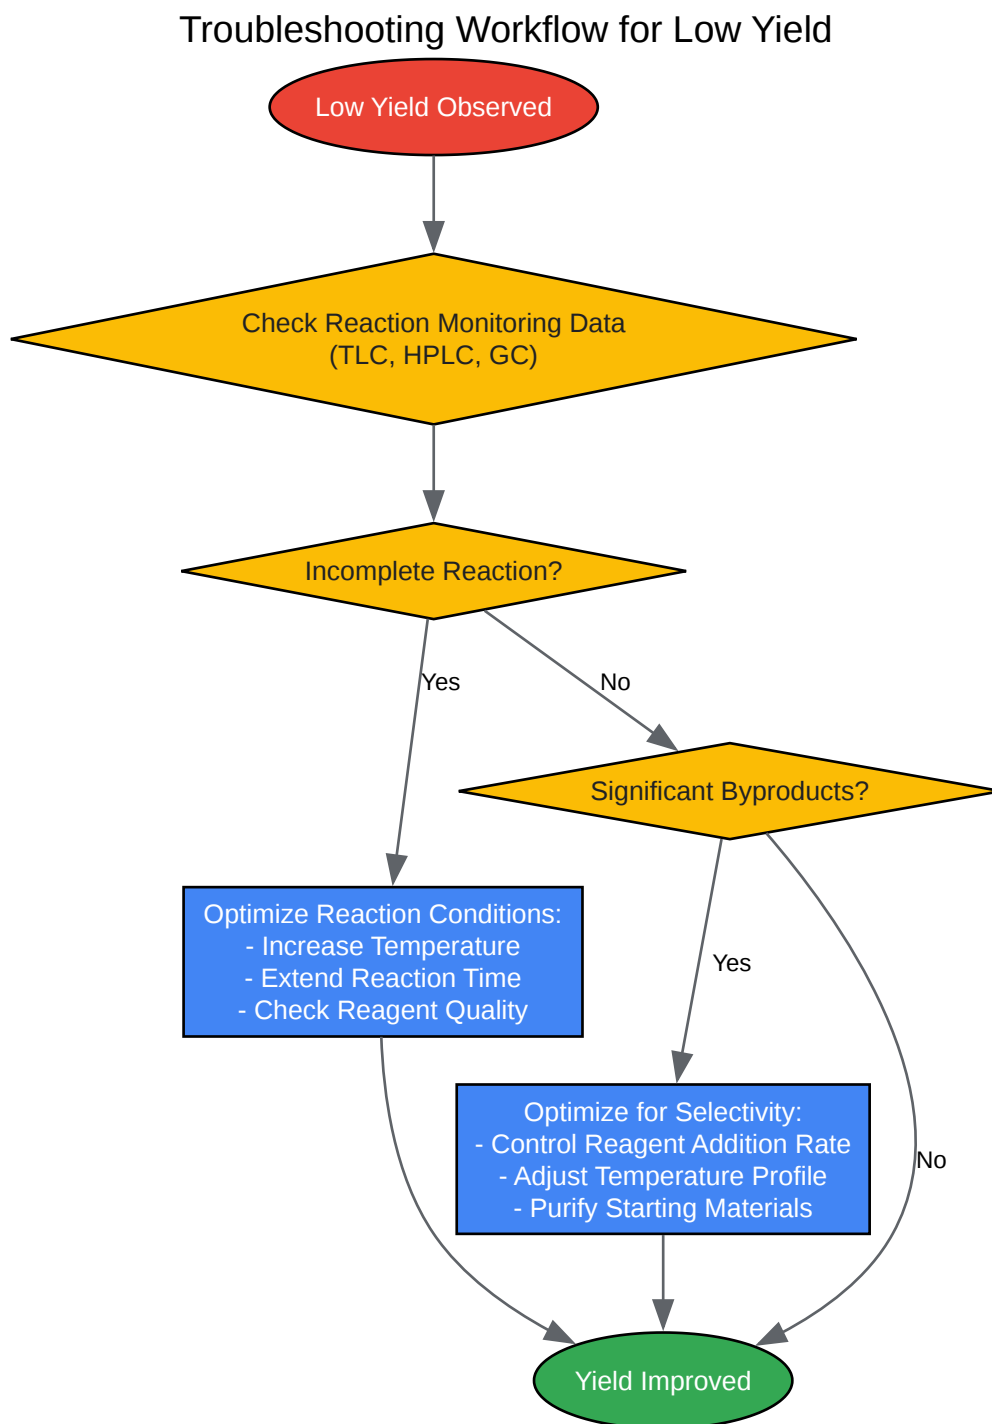 Troubleshooting Workflow for Low Yield
Low Yield Observed
Check Reaction Monitoring Data
(TLC, HPLC, GC)
Incomplete Reaction?
Yes
No
Significant Byproducts?
Optimize Reaction Conditions:
- Increase Temperature
- Extend Reaction Time
- Check Reagent Quality
Yes
Optimize for Selectivity:
- Control Reagent Addition Rate
- Adjust Temperature Profile
- Purify Starting Materials
No
Yield Improved